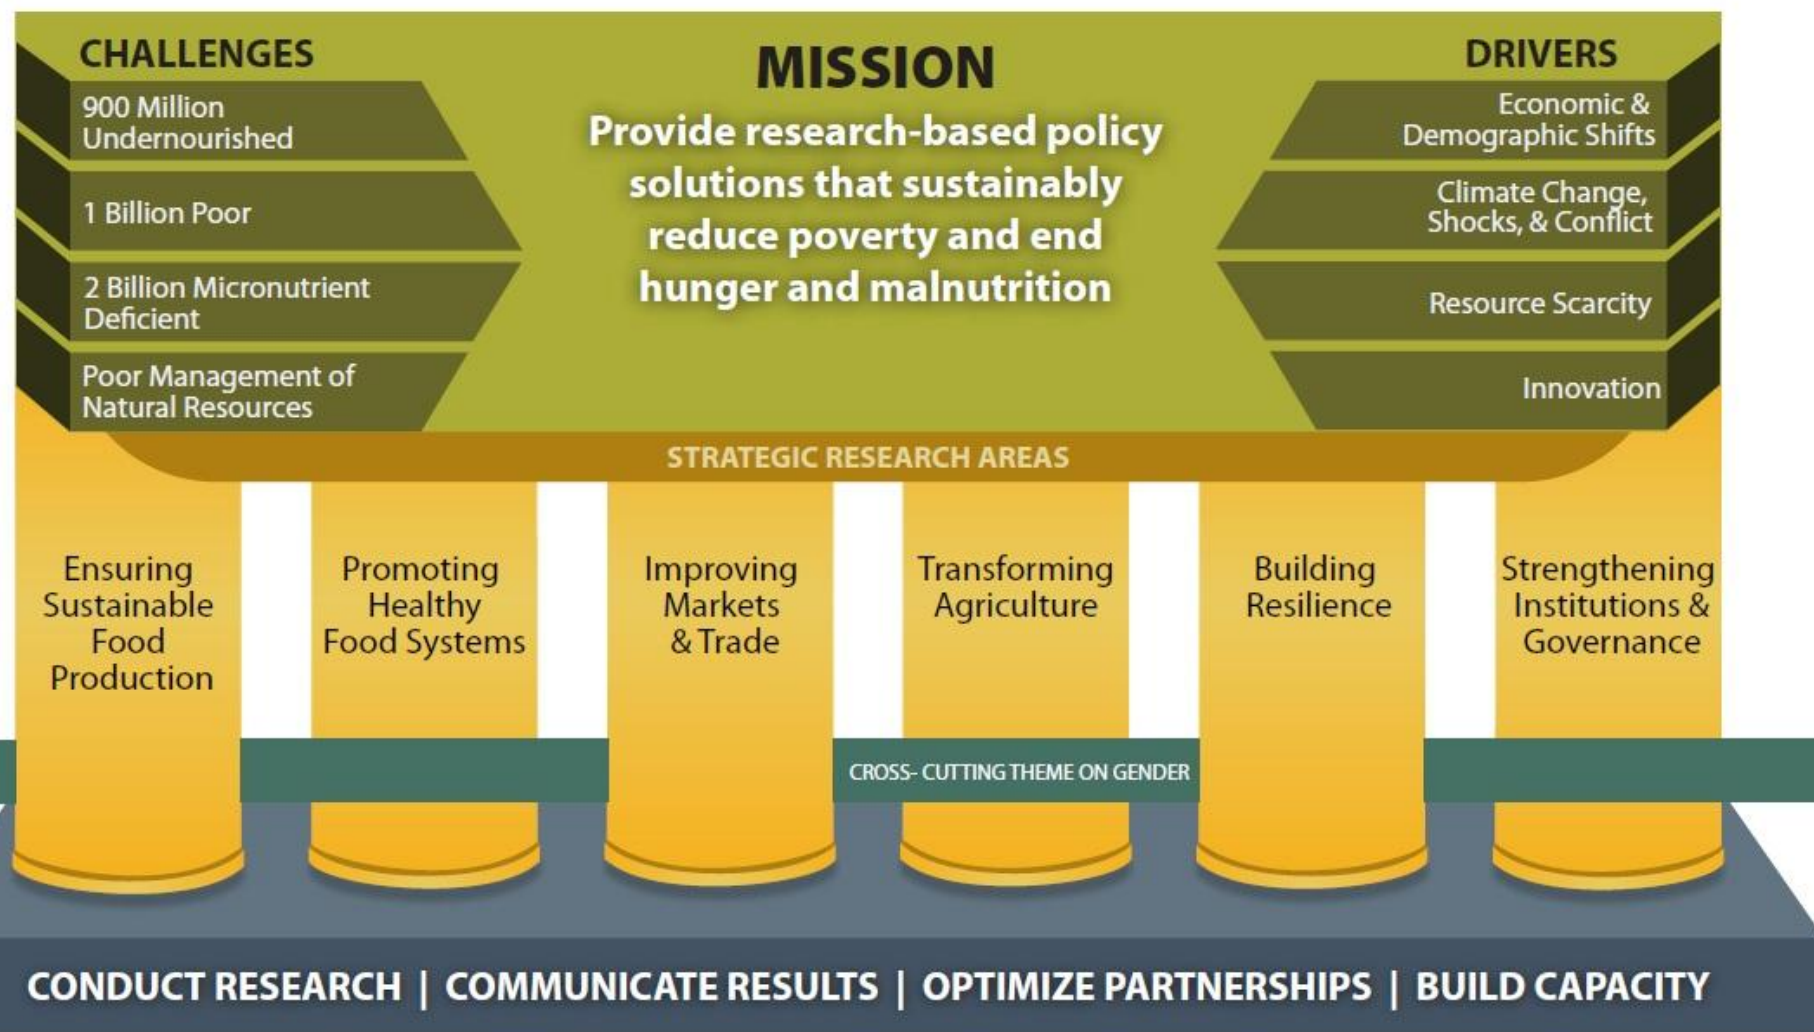 CHALLENGES
900 Million
Undernourished
1 Billion Poor
2 Billion Micronutrient
Deficient
Poor Management of
Natural Resources
MISSION
Provide research-based policy
solutions that sustainably
reduce poverty and end
hunger and malnutrition
DRIVERS
Economic &
Demographic Shifts
Climate Change,
Shocks, & Conflict
Resource Scarcity
Innovation
STRATEGIC RESEARCH AREAS
Ensuring
Sustainable
Food
Production
Promoting
Healthy
Food Systems
Improving
Markets
& Trade
Transforming
Agriculture
Building
Resilience
Strengthening
Institutions &
Governance
CROSS- CUTTING THEME ON GENDER
CONDUCT RESEARCH | COMMUNICATE RESULTS | OPTIMIZE PARTNERSHIPS | BUILD CAPACITY